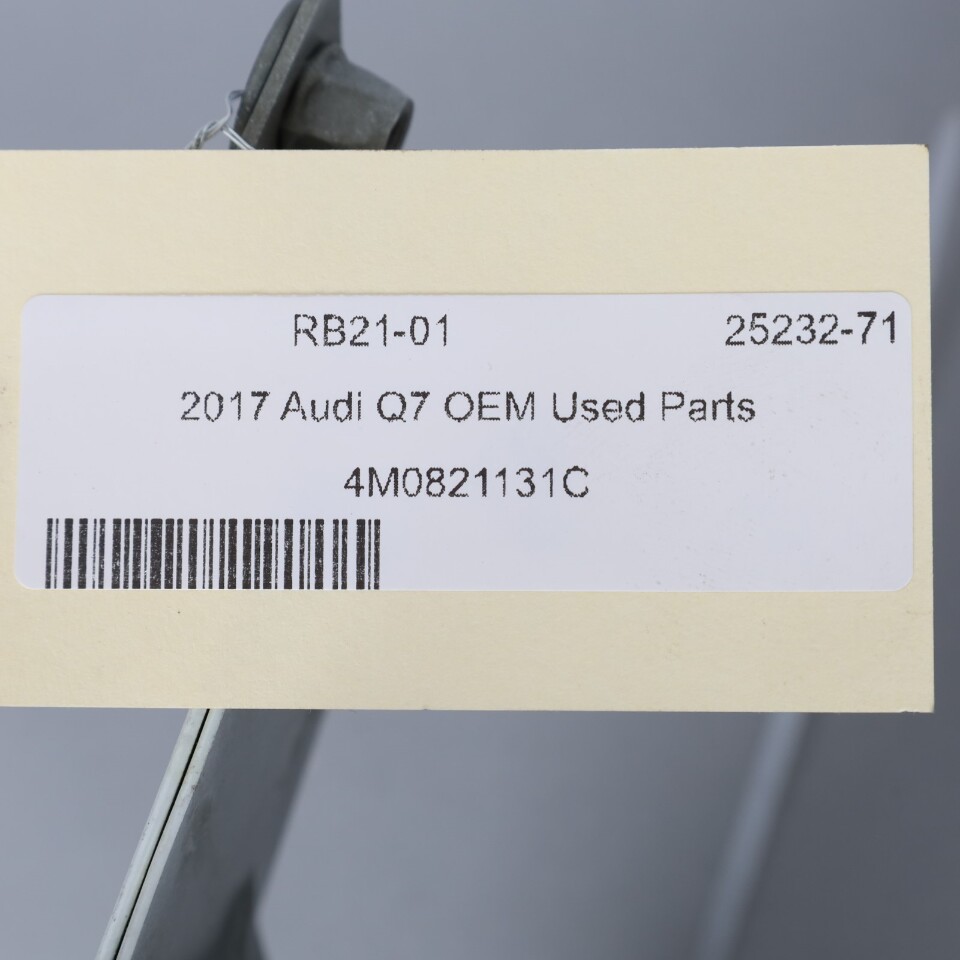 RB21-01 25232-71
2017 Audi Q7 OEM Used Parts
4M0821131C